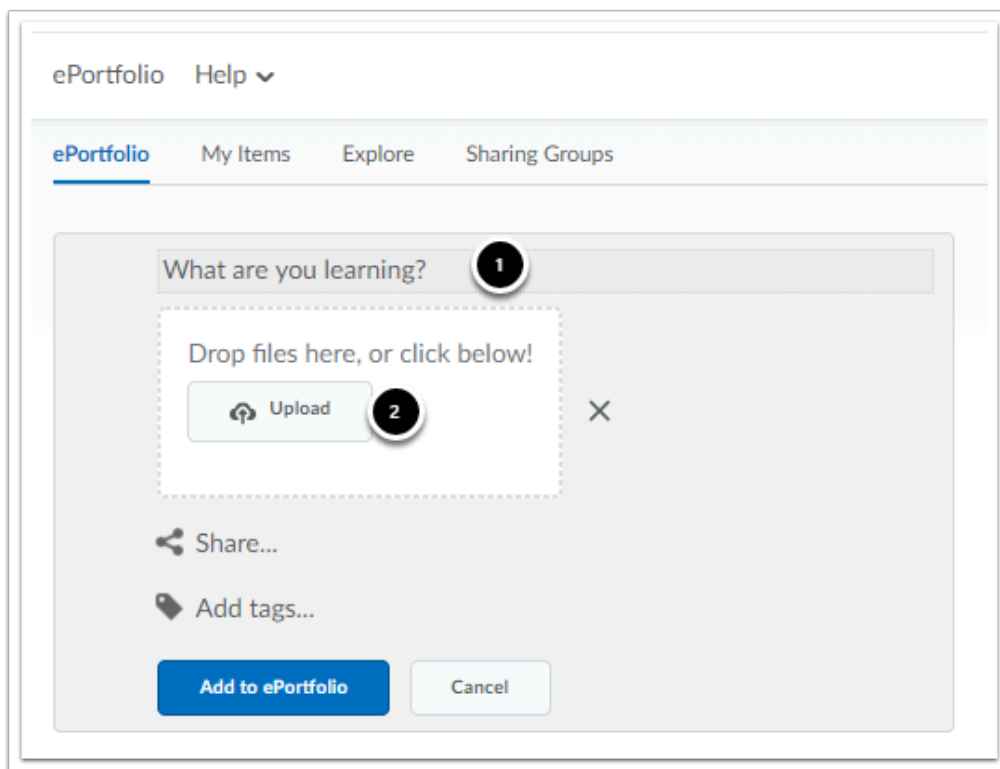 ePortfolio Help
ePortfolio My Items Explore Sharing Groups
What are you learning? 1
Drop files here, or click below!
Upload 2
Share...
Add tags...
Add to ePortfolio Cancel